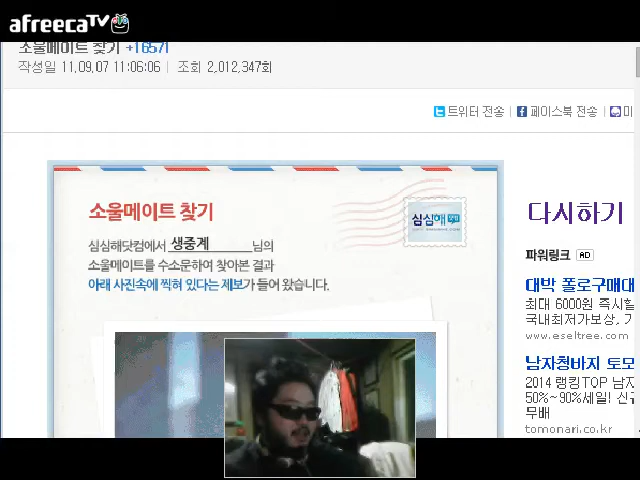 afreecaTV
소울메이트 찾기 +1657
작성일 11.09.07 11:06:06 | 조회 2,012,347회
트위터 전송 | 페이스북 전송 | 미
소울메이트 찾기
심심해
심심해닷컴에서 생중계 님의
소울메이트를 수소문하여 찾아본 결과
아래 사진속에 찍혀 있다는 제보가 들어 왔습니다.
다시하기
파워링크 AD
대박 폴로구매대
최대 6000원 즉시할
국내최저가보상, 기
www.eseltree.com
남자청바지 토모
2014 랭킹TOP 남자
50%~90%세일! 신규
무배
tomonari.co.kr